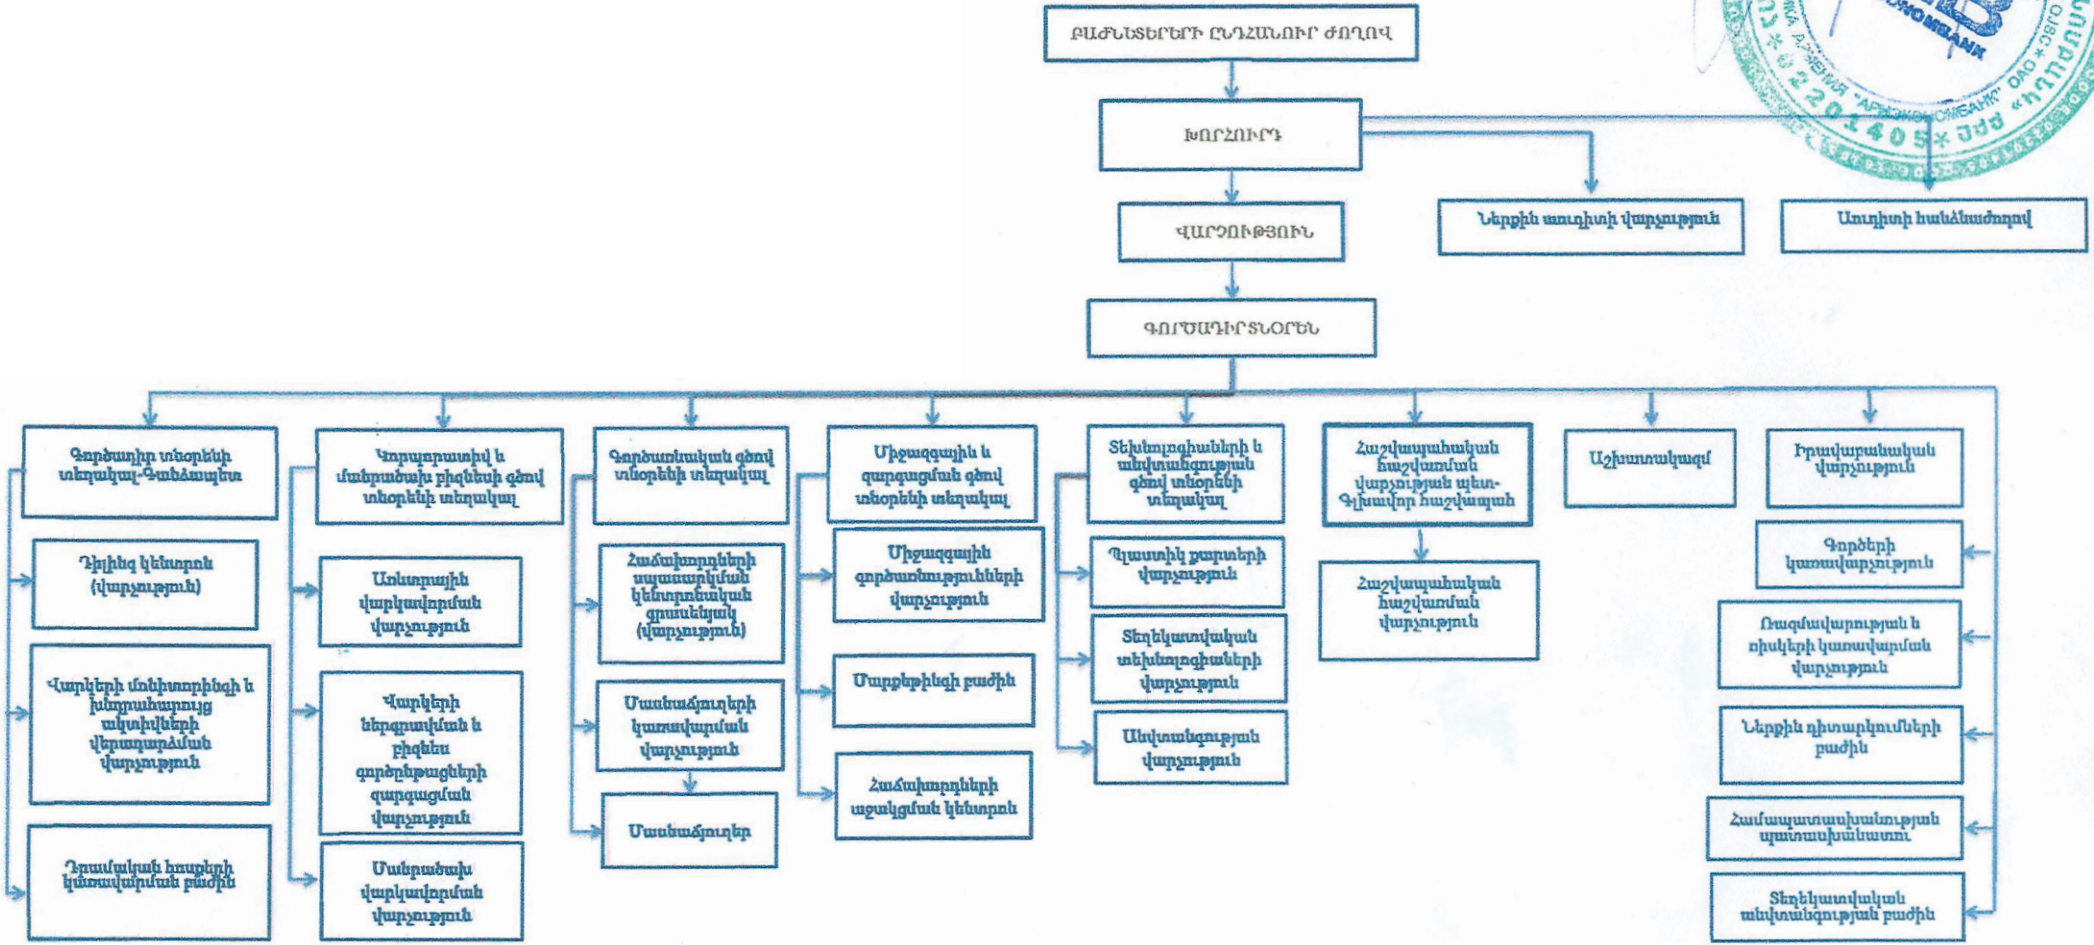 ԲԱԺՆԵՏԵՐԵՐԻ ԸՆԴՀԱՆՈՒՐ ԺՈՂՈՎ
ԽՈՐՀՈՒՐԴ
ՎԱՐՉՈՒԹՅՈՒՆ
Ներքին աուդիտի վարչություն
Աուդիտի հանձնաժողով
ԳՈՐԾԱԴԻՐ ՏՆՕՐԵՆ
Գործադիր տնօրենի
տեղակալ-Գանձապետ
Դիլինգ կենտրոն
(վարչություն)
Վարկերի մոնիտորինգի և
խնդրահարույց
ակտիվների
վերադարձման
վարչություն
Դրամական հոսքերի
կառավարման բաժին
Կորպորատիվ և
մանրածախ բիզնեսի գծով
տնօրենի տեղակալ
Առևտրային
վարկավորման
վարչություն
Վարկերի
ներգրավման և
բիզնես
գործընթացների
զարգացման
վարչություն
Մանրածախ
վարկավորման
վարչություն
Գործառնական գծով
տնօրենի տեղակալ
Հաճախորդների
սպասարկման
կենտրոնական
գրասենյակ
(վարչություն)
Մասնաճյուղերի
կառավարման
վարչություն
Մասնաճյուղեր
Միջազգային և
զարգացման գծով
տնօրենի տեղակալ
Միջազգային
գործառնությունների
վարչություն
Մարքեթինգի բաժին
Հաճախորդների
աջակցման կենտրոն
Տեխնոլոգիաների և
անվտանգության
գծով տնօրենի
տեղակալ
Պլաստիկ քարտերի
վարչություն
Տեղեկատվական
տեխնոլոգիաների
վարչություն
Անվտանգության
վարչություն
Հաշվապահական
հաշվառման
վարչության պետ-
Գլխավոր հաշվապահ
Հաշվապահական
հաշվառման
վարչություն
Աշխատակազմ
Իրավաբանական
վարչություն
Գործերի
կառավարչություն
Ռազմավարության և
ռիսկերի կառավարման
վարչություն
Ներքին դիտարկումների
բաժին
Համապատասխանության
պատասխանատու
Տեղեկատվական
անվտանգության բաժին
"АРМЭКОНОМБАНК" ОАО *
02201405